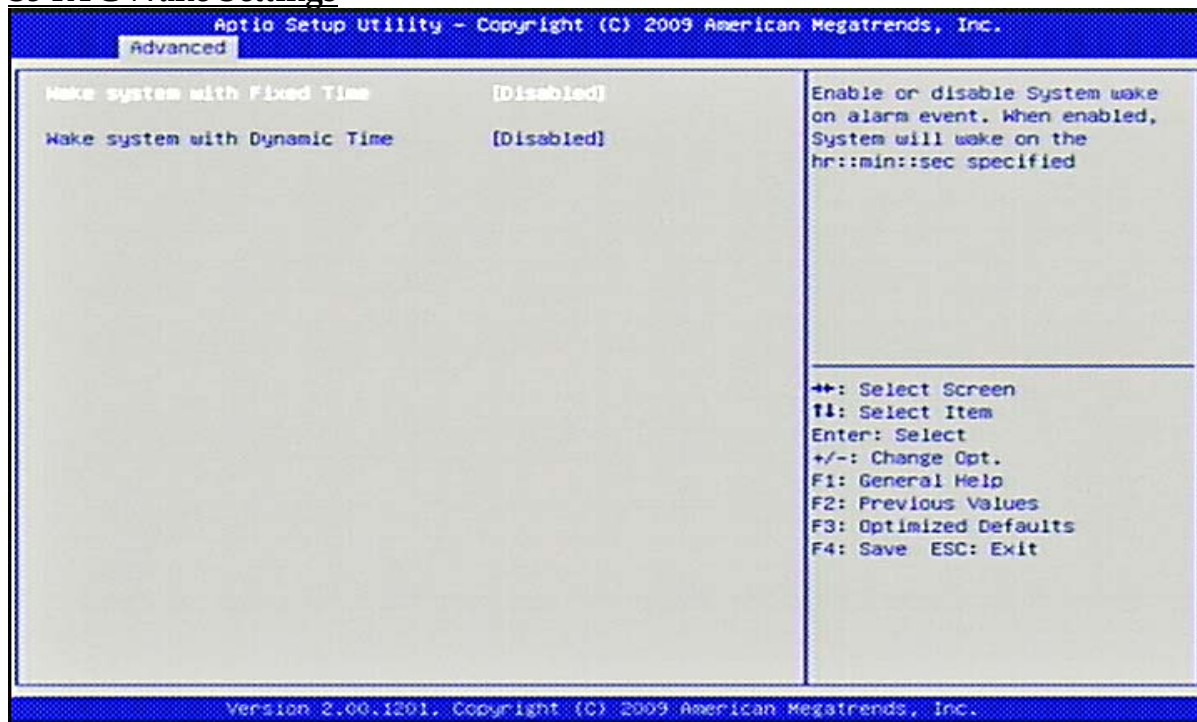 Wake Settings
Aptio Setup Utility – Copyright (C) 2009 American Megatrends, Inc.
Advanced
Wake system with Fixed Time [Disabled]
Wake system with Dynamic Time [Disabled]
Enable or disable System wake
on alarm event. When enabled,
System will wake on the
hr::min::sec specified
→←: Select Screen
↑↓: Select Item
Enter: Select
+/-: Change Opt.
F1: General Help
F2: Previous Values
F3: Optimized Defaults
F4: Save ESC: Exit
Version 2.00.1201. Copyright (C) 2009 American Megatrends, Inc.